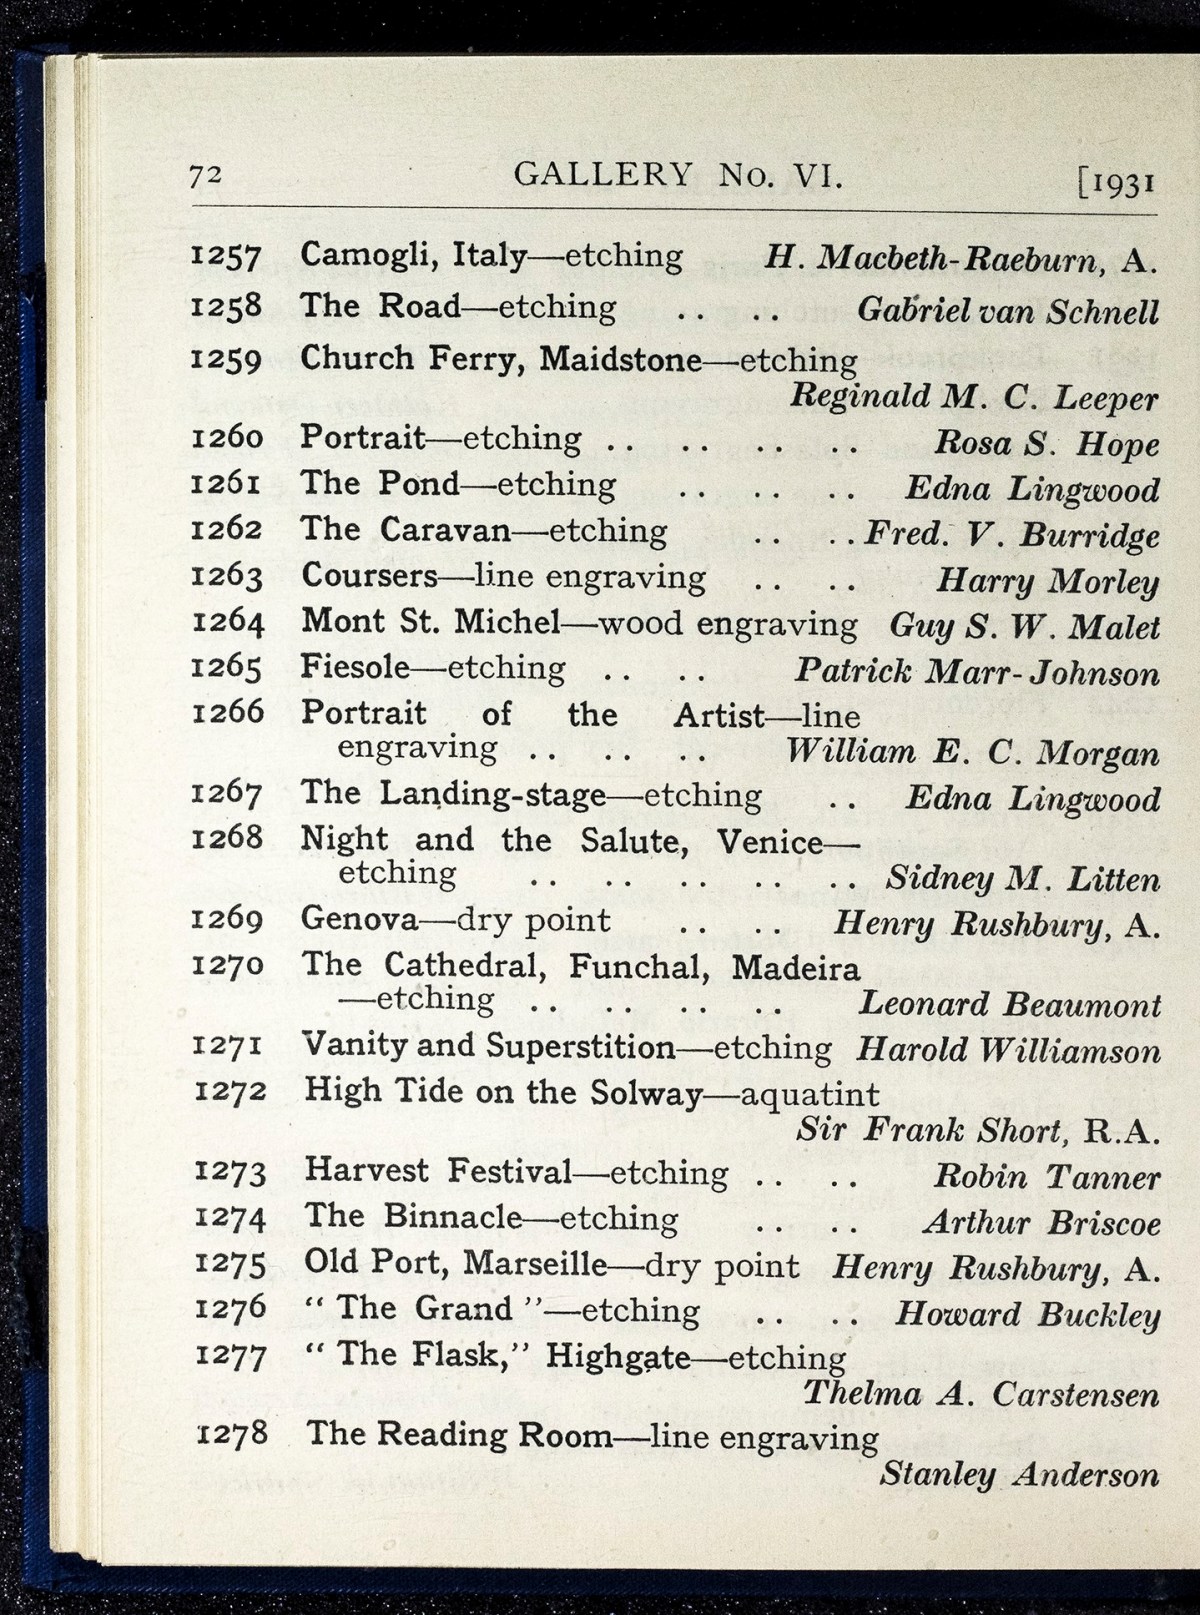 72 GALLERY No. VI. [1931
1257 Camogli, Italy—etching H. Macbeth-Raeburn, A.
1258 The Road—etching .. .. Gabriel van Schnell
1259 Church Ferry, Maidstone—etching
Reginald M. C. Leeper
1260 Portrait—etching .. .. .. .. Rosa S. Hope
1261 The Pond—etching .. .. .. Edna Lingwood
1262 The Caravan—etching .. .. Fred. V. Burridge
1263 Coursers—line engraving .. .. Harry Morley
1264 Mont St. Michel—wood engraving Guy S. W. Malet
1265 Fiesole—etching .. .. Patrick Marr-Johnson
1266 Portrait of the Artist—line
engraving .. .. .. William E. C. Morgan
1267 The Landing-stage—etching .. Edna Lingwood
1268 Night and the Salute, Venice—
etching .. .. .. .. .. Sidney M. Litten
1269 Genova—dry point .. .. Henry Rushbury, A.
1270 The Cathedral, Funchal, Madeira
—etching .. .. .. .. Leonard Beaumont
1271 Vanity and Superstition—etching Harold Williamson
1272 High Tide on the Solway—aquatint
Sir Frank Short, R.A.
1273 Harvest Festival—etching .. .. Robin Tanner
1274 The Binnacle—etching .. .. Arthur Briscoe
1275 Old Port, Marseille—dry point Henry Rushbury, A.
1276 “ The Grand ”—etching .. .. Howard Buckley
1277 “ The Flask,” Highgate—etching
Thelma A. Carstensen
1278 The Reading Room—line engraving
Stanley Anderson